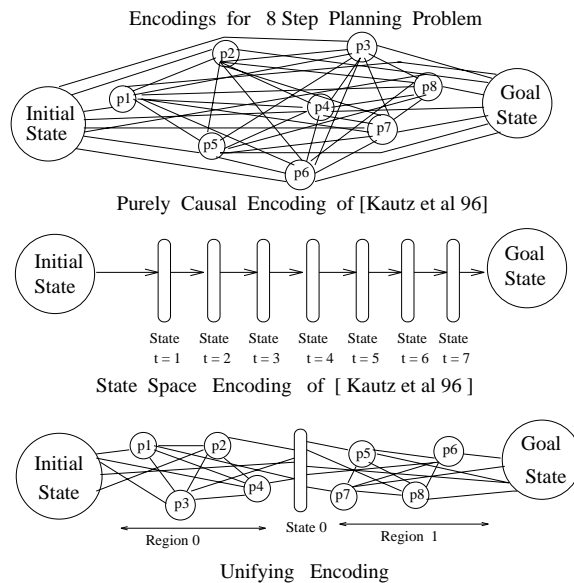 Encodings for 8 Step Planning Problem
p2
p3
p1
p8
Initial
State
p4
Goal
State
p7
p5
p6
Purely Causal Encoding of [Kautz et al 96]
Initial
State
Goal
State
State State State State State State State
t = 1 t = 2 t = 3 t = 4 t = 5 t = 6 t = 7
State Space Encoding of [ Kautz et al 96 ]
Initial
State
p1
p2
p3
p4
p5
p6
p7
p8
Goal
State
State 0
Region 0
Region 1
Unifying Encoding